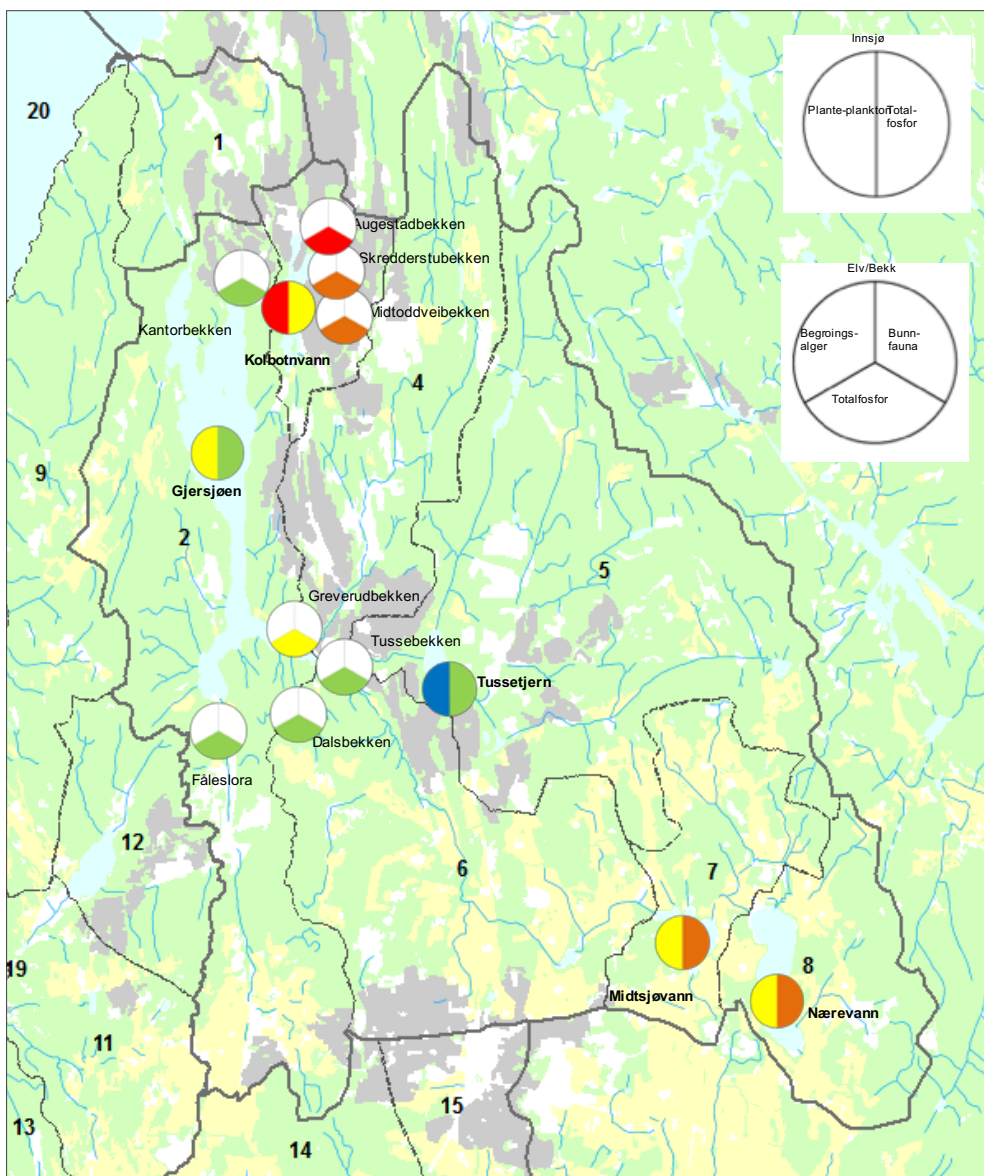 Innsjø
Plante-plankton
Total-
fosfor
20
1
Augestadbekken
Skredderstubekken
Elv/Bekk
Midtoddveibekken
Kantorbekken
Begroings-
alger
Bunn-
fauna
Kolbotnvann
4
Totalfosfor
9
Gjersjøen
2
5
Greverudbekken
Tussebekken
Tussetjern
Dalsbekken
Fåleslora
12
6
7
19
8
Midtsjøvann
Nærevann
11
15
13
14